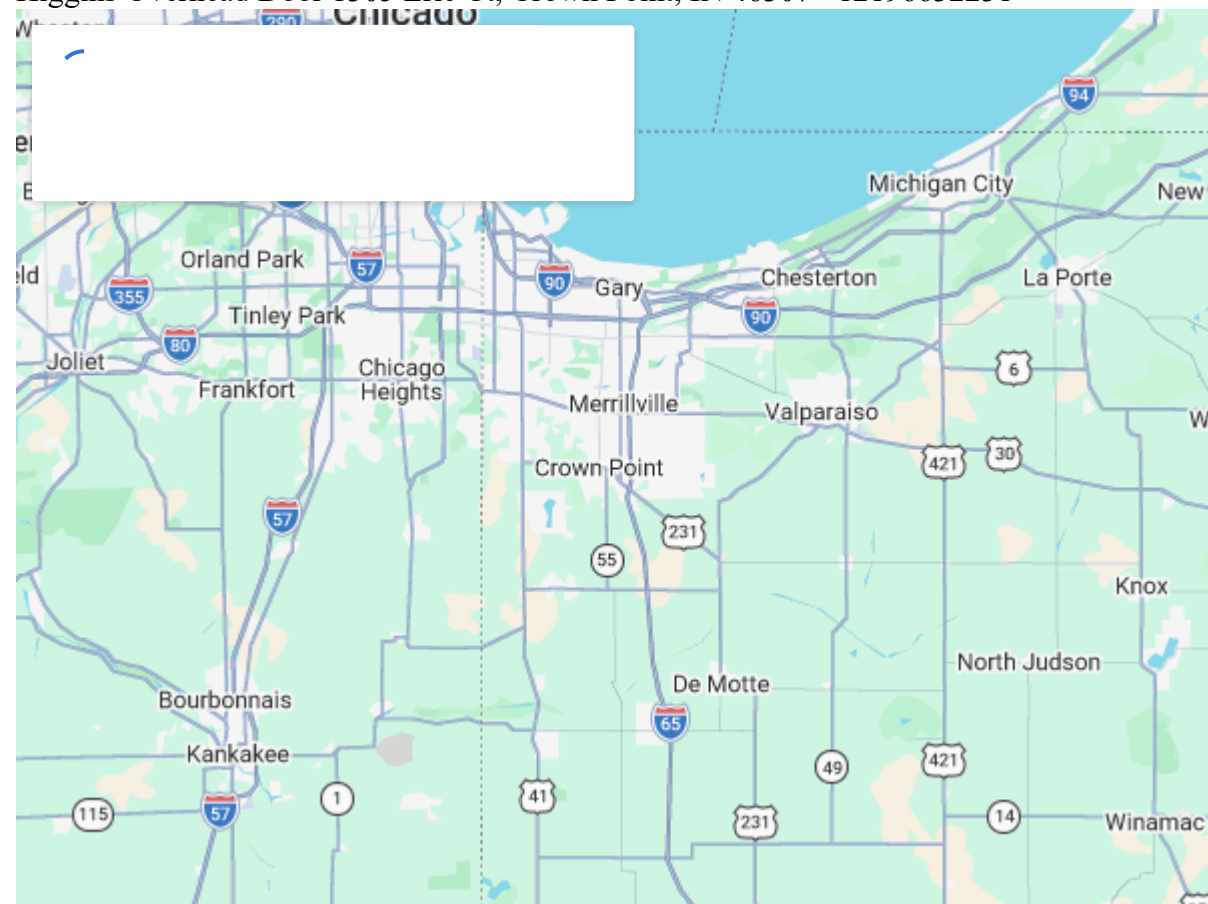 Chicago
290
94
Michigan City
New
Orland Park
57
90
Gary
Chesterton
La Porte
355
Tinley Park
90
80
Joliet
Chicago
Heights
6
Frankfort
Merrillville
Valparaiso
Crown Point
421
30
57
231
55
Knox
North Judson
De Motte
Bourbonnais
65
Kankakee
49
421
41
1
115
57
231
14
Winamac